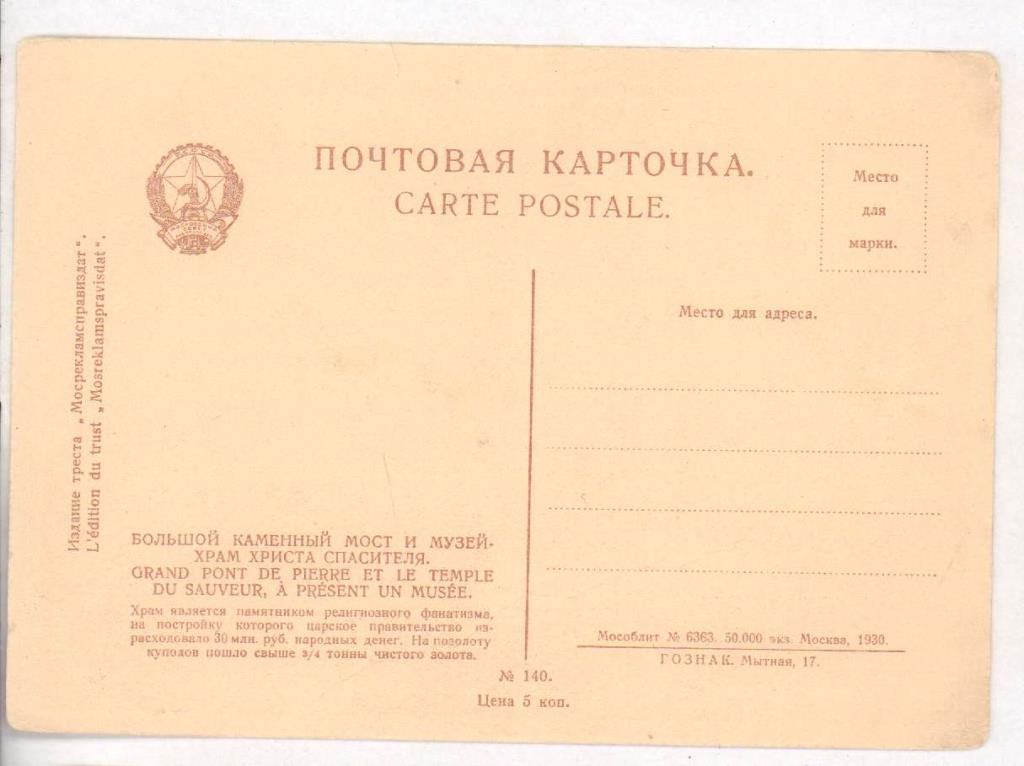 ПОЧТОВАЯ КАРТОЧКА.
CARTE POSTALE.
Место
для
марки.
Место для адреса.
Издание треста „Мосрекламсправиздат".
L'édition du trust „Mosreklamspravisdat".
БОЛЬШОЙ КАМЕННЫЙ МОСТ И МУЗЕЙ-
ХРАМ ХРИСТА СПАСИТЕЛЯ.
GRAND PONT DE PIERRE ET LE TEMPLE
DU SAUVEUR, À PRÉSENT UN MUSÉE.
Храм является памятником религиозного фанатизма,
на постройку которого царское правительство из-
расходовало 30 млн. руб. народных денег. На позолоту
куполов пошло свыше 3/4 тонны чистого золота.
Мособлит № 6363. 50.000 экз. Москва, 1930.
ГОЗНАК. Мытная, 17.
№ 140.
Цена 5 коп.